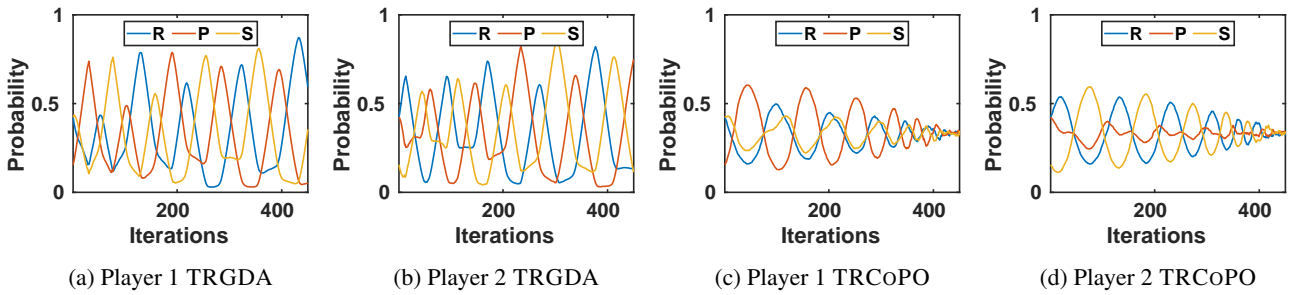 R P S
1
0.5
0
Probability
200 400
Iterations
(a) Player 1 TRGDA
R P S
1
0.5
0
Probability
200 400
Iterations
(b) Player 2 TRGDA
R P S
1
0.5
0
Probability
200 400
Iterations
(c) Player 1 TRCOPO
R P S
1
0.5
0
Probability
200 400
Iterations
(d) Player 2 TRCOPO